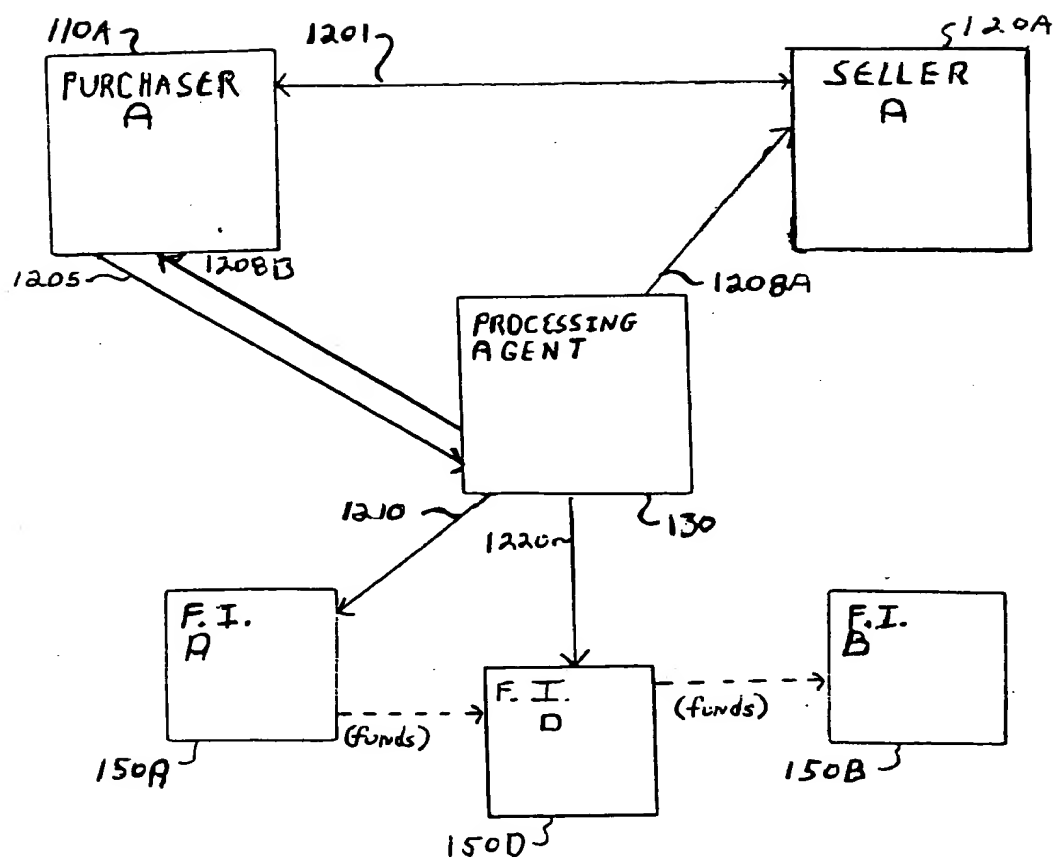 110A
1201
120A
PURCHASER
A
SELLER
A
1205
1208B
1208A
PROCESSING
AGENT
1210
1220
130
F. I.
A
F. I.
D
F. I.
B
(funds)
(funds)
150A
150D
150B